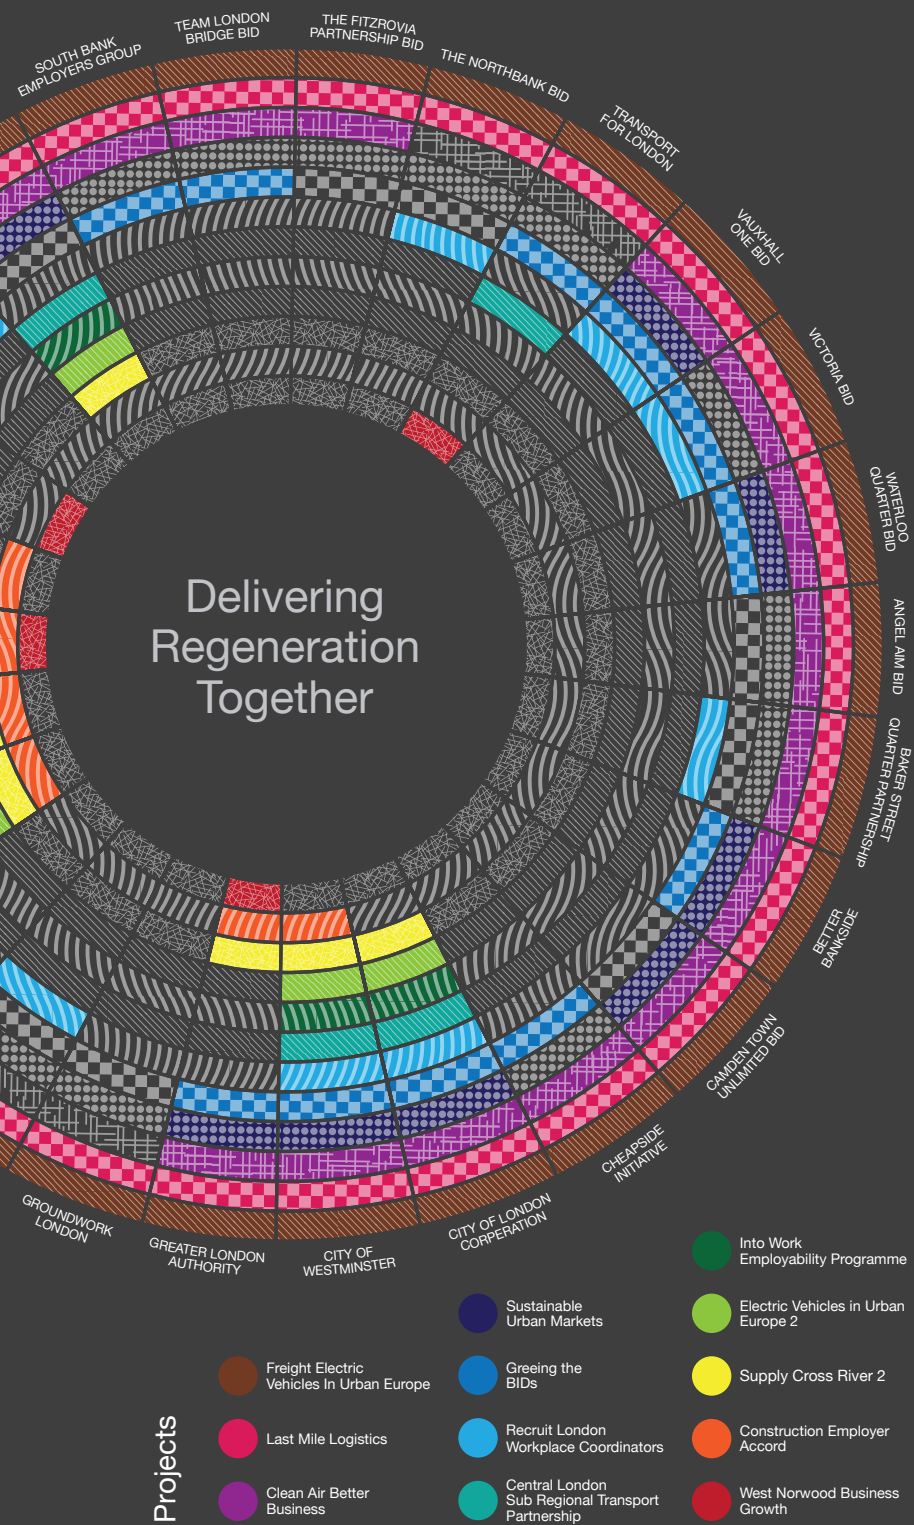 SOUTH BANK
EMPLOYERS GROUP
TEAM LONDON
BRIDGE BID
THE FITZROVIA
PARTNERSHIP BID
THE NORTHBANK BID
TRANSPORT
FOR LONDON
VAUXHALL
ONE BID
VICTORIA BID
WATERLOO
QUARTER BID
ANGEL AIM BID
BAKER STREET
QUARTER PARTNERSHIP
BETTER
BANKSIDE
CAMDEN TOWN
UNLIMITED BID
CHEAPSIDE
INITIATIVE
CITY OF LONDON
CORPERATION
CITY OF
WESTMINSTER
GREATER LONDON
AUTHORITY
GROUNDWORK
LONDON
Delivering
Regeneration
Together
Projects
Freight Electric
Vehicles In Urban Europe
Last Mile Logistics
Clean Air Better
Business
Sustainable
Urban Markets
Greeing the
BIDs
Recruit London
Workplace Coordinators
Central London
Sub Regional Transport
Partnership
Into Work
Employability Programme
Electric Vehicles in Urban
Europe 2
Supply Cross River 2
Construction Employer
Accord
West Norwood Business
Growth